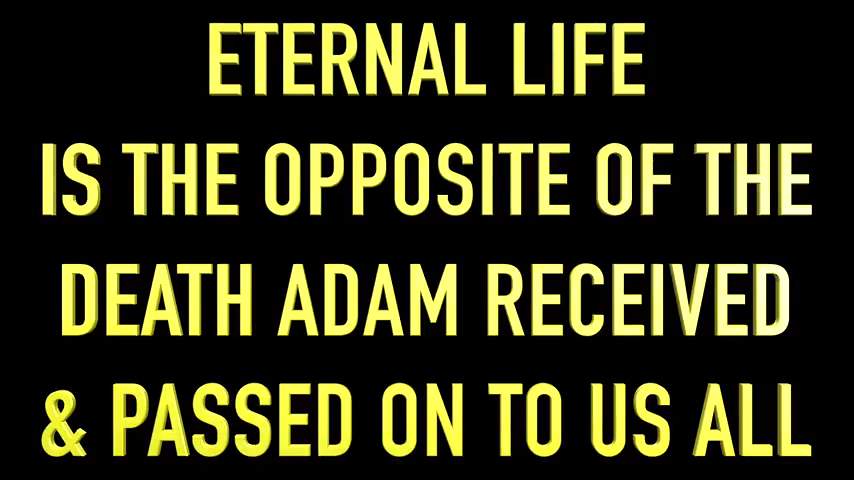 ETERNAL LIFE
IS THE OPPOSITE OF THE
DEATH ADAM RECEIVED
& PASSED ON TO US ALL